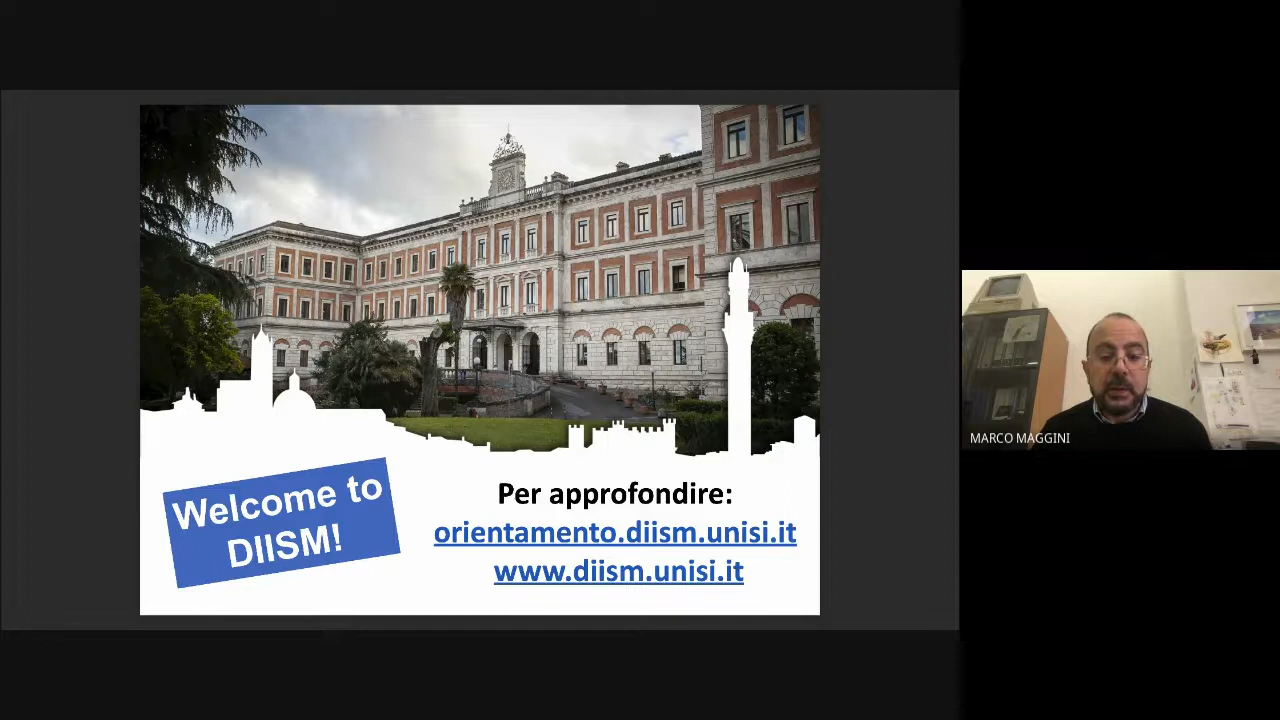 Welcome to
DIISM!
Per approfondire:
orientamento.diism.unisi.it
www.diism.unisi.it
MARCO MAGGINI